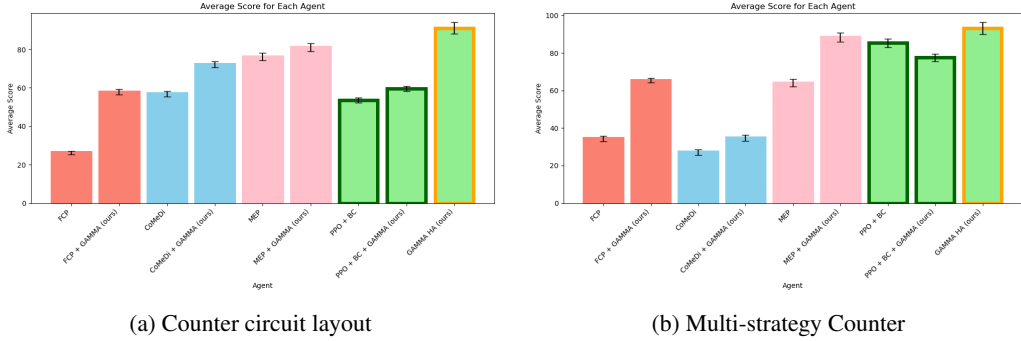 Average Score for Each Agent
Average Score
80
60
40
20
0
FCP
FCP + GAMMA (ours)
CoMeDi
CoMeDi + GAMMA (ours)
MEP
MEP + GAMMA (ours)
PPO + BC
PPO + BC + GAMMA (ours)
GAMMA HA (ours)
Agent
(a) Counter circuit layout
Average Score for Each Agent
Average Score
100
80
60
40
20
0
FCP
FCP + GAMMA (ours)
CoMeDi
CoMeDi + GAMMA (ours)
MEP
MEP + GAMMA (ours)
PPO + BC
PPO + BC + GAMMA (ours)
GAMMA HA (ours)
Agent
(b) Multi-strategy Counter